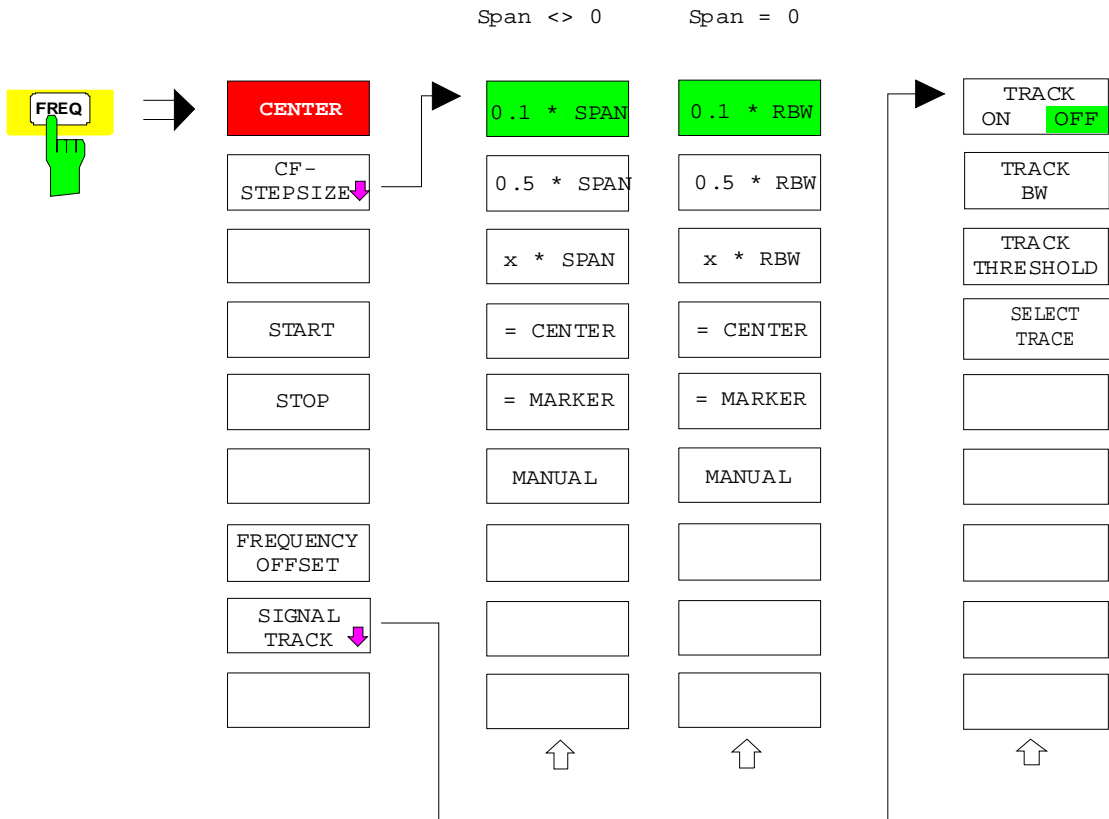 Span <> 0
Span = 0
FREQ
CENTER
CF-
STEPSIZE
START
STOP
FREQUENCY
OFFSET
SIGNAL
TRACK
0.1 * SPAN
0.5 * SPAN
x * SPAN
= CENTER
= MARKER
MANUAL
0.1 * RBW
0.5 * RBW
x * RBW
= CENTER
= MARKER
MANUAL
TRACK
ON OFF
TRACK
BW
TRACK
THRESHOLD
SELECT
TRACE